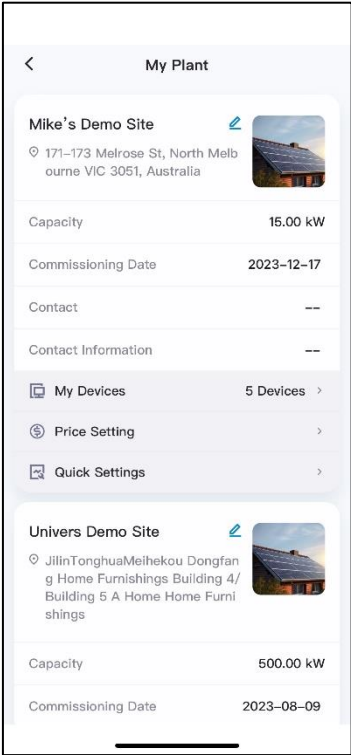 My Plant
Mike's Demo Site
171-173 Melrose St, North Melb
ourne VIC 3051, Australia
Capacity 15.00 kW
Commissioning Date 2023-12-17
Contact --
Contact Information --
My Devices 5 Devices
Price Setting
Quick Settings
Univers Demo Site
JilinTonghuaMeihekou Dongfan
g Home Furnishings Building 4/
Building 5 A Home Home Furni
shings
Capacity 500.00 kW
Commissioning Date 2023-08-09